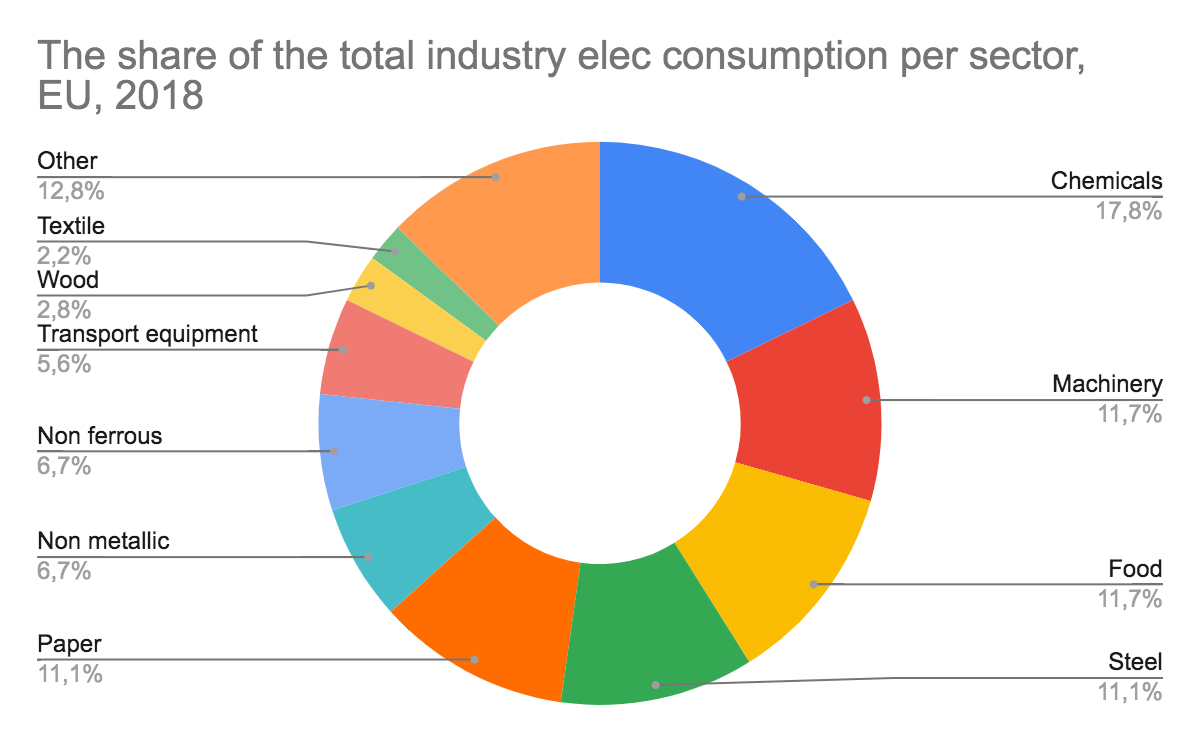 The share of the total industry elec consumption per sector,
EU, 2018
Other
12,8%
Textile
2,2%
Wood
2,8%
Transport equipment
5,6%
Non ferrous
6,7%
Non metallic
6,7%
Paper
11,1%
Chemicals
17,8%
Machinery
11,7%
Food
11,7%
Steel
11,1%